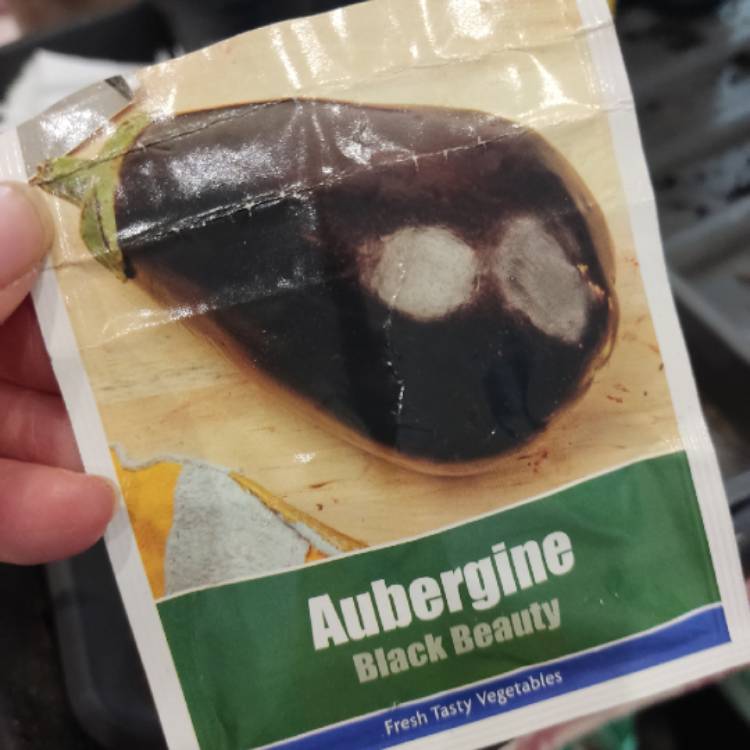 Aubergine
Black Beauty
Fresh Tasty Vegetables